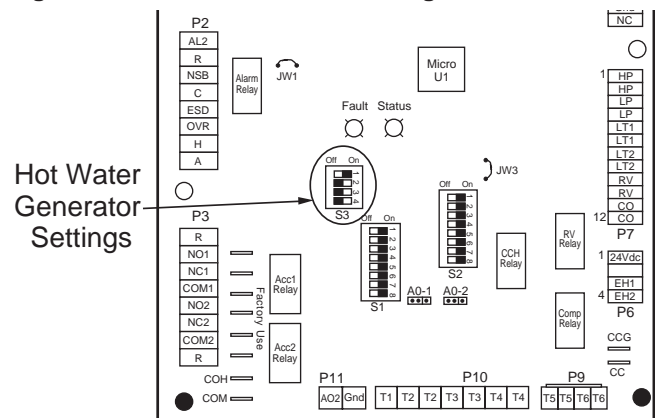 NC
P2
AL2
R
NSB
C
ESD
OVR
H
A
Alarm
Relay
JW1
Micro
U1
Fault Status
Off On
1
2
3
4
S3
Hot Water
Generator
Settings
JW3
1
HP
HP
LP
LP
LT1
LT1
LT2
LT2
RV
RV
CO
12 CO
P7
P3
R
NO1
NC1
COM1
NO2
NC2
COM2
R
COH
COM
Factory Use
Acc1
Relay
Acc2
Relay
Off On
1
2
3
4
5
6
7
8
S1
Off On
1
2
3
4
5
6
7
8
S2
A0-1 A0-2
CCH
Relay
RV
Relay
Comp
Relay
1 24Vdc
EH1
4 EH2
P6
CCG
CC
P11
AO2 Gnd
P10
T1 T2 T2 T3 T3 T4 T4
P9
T5 T5 T6 T6